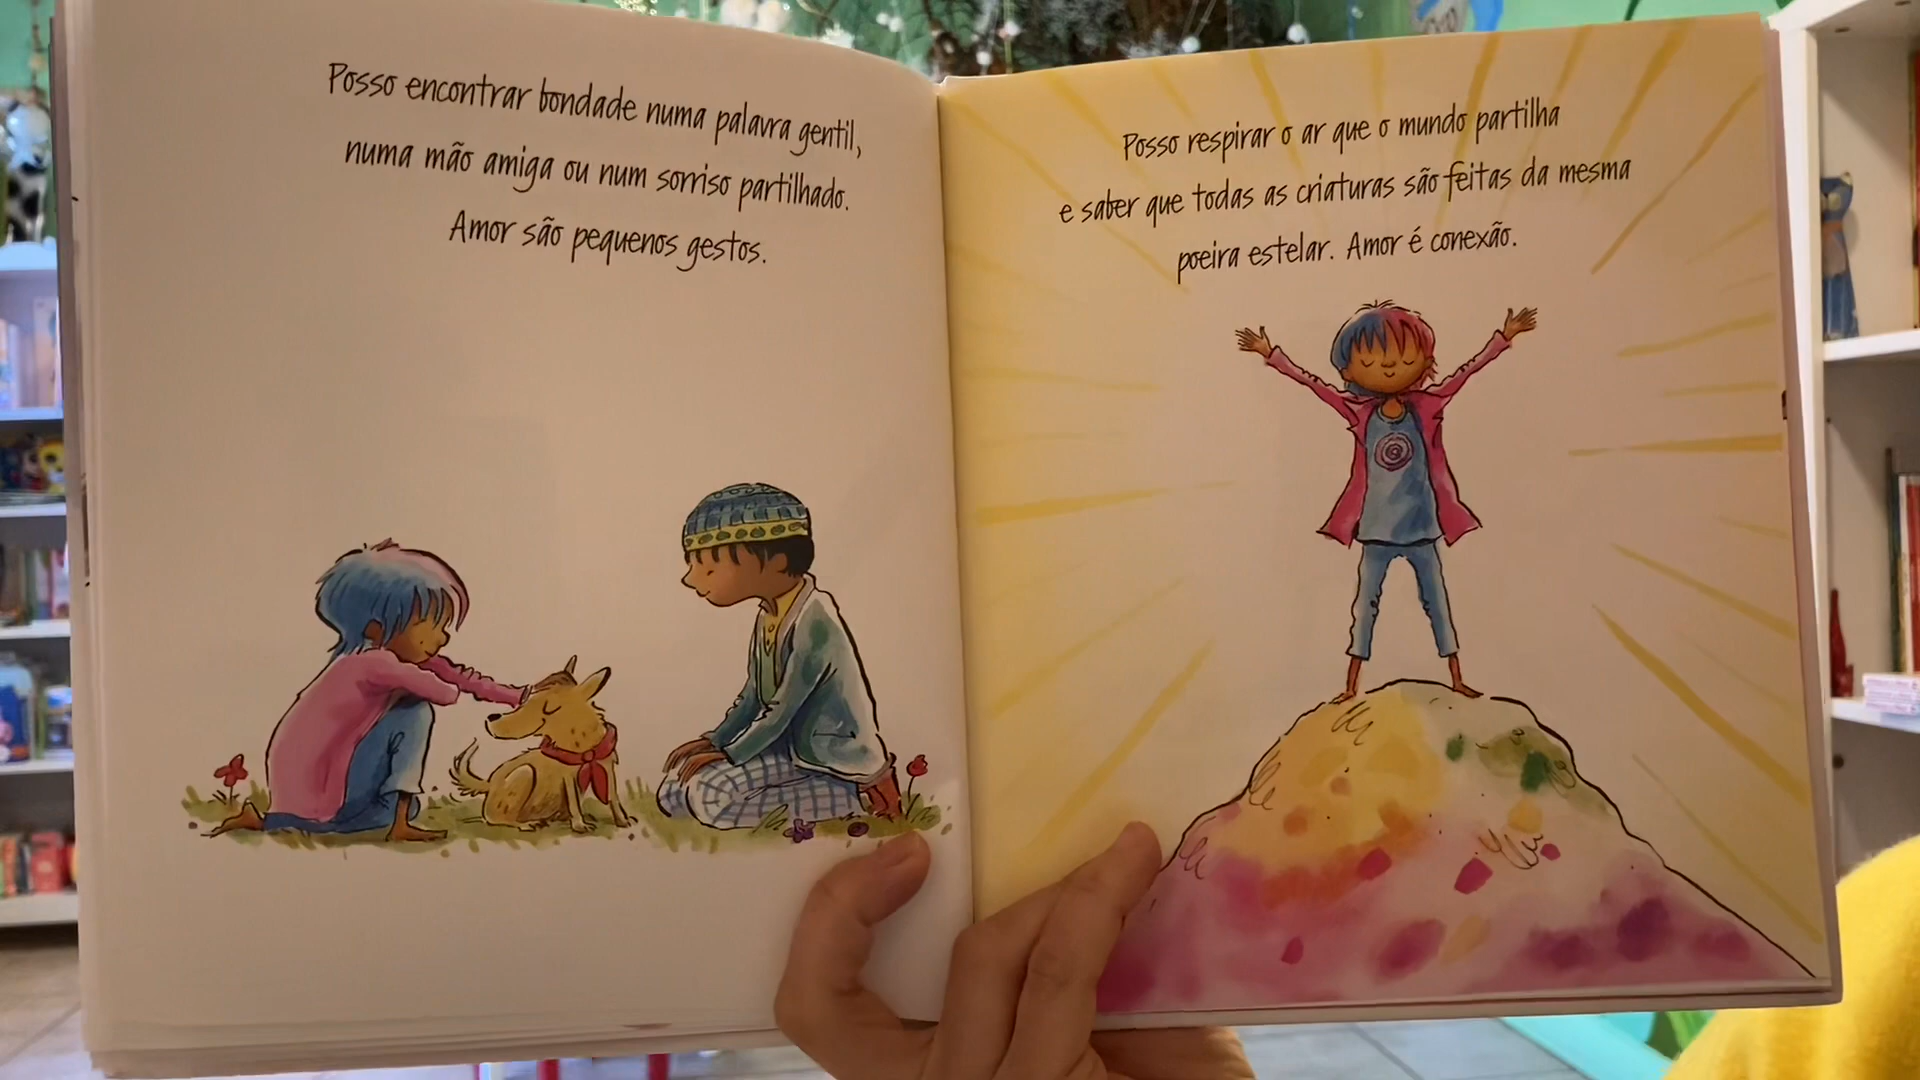 Posso encontrar bondade numa palavra gentil,
numa mão amiga ou num sorriso partilhado.
Amor são pequenos gestos.
Posso respirar o ar que o mundo partilha
e saber que todas as criaturas são feitas da mesma
poeira estelar. Amor é conexão.